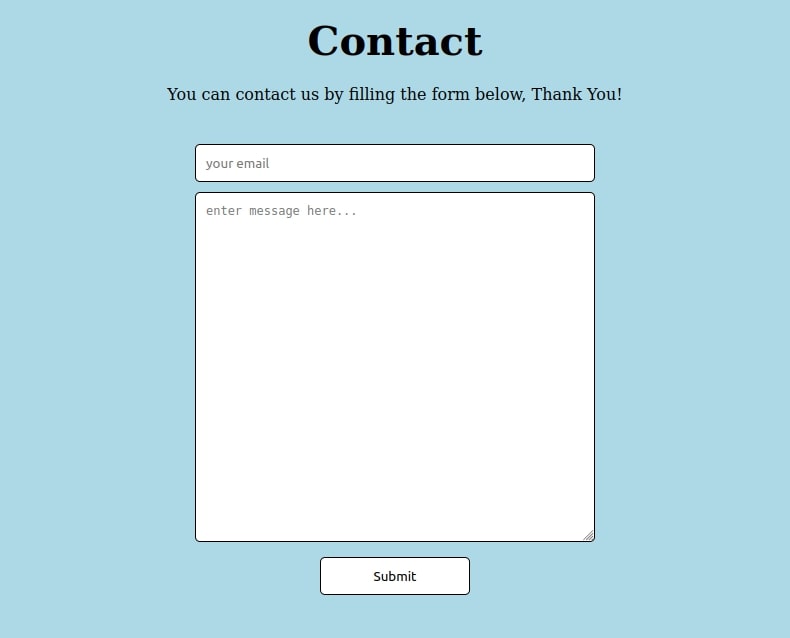 Contact
You can contact us by filling the form below, Thank You!
your email
enter message here...
Submit